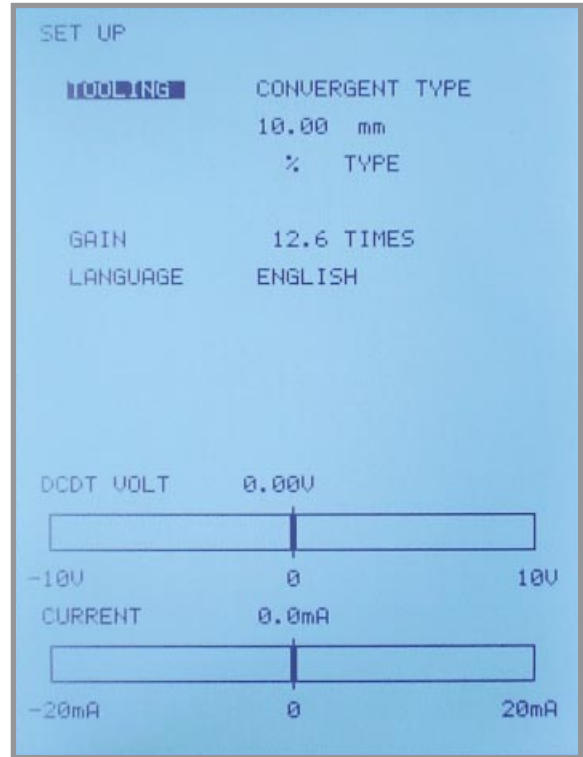 SET UP
TOOLING CONVERGENT TYPE
10.00 mm
% TYPE
GAIN 12.6 TIMES
LANGUAGE ENGLISH
DCDT VOLT 0.00V
-10V 0 10V
CURRENT 0.0mA
-20mA 0 20mA